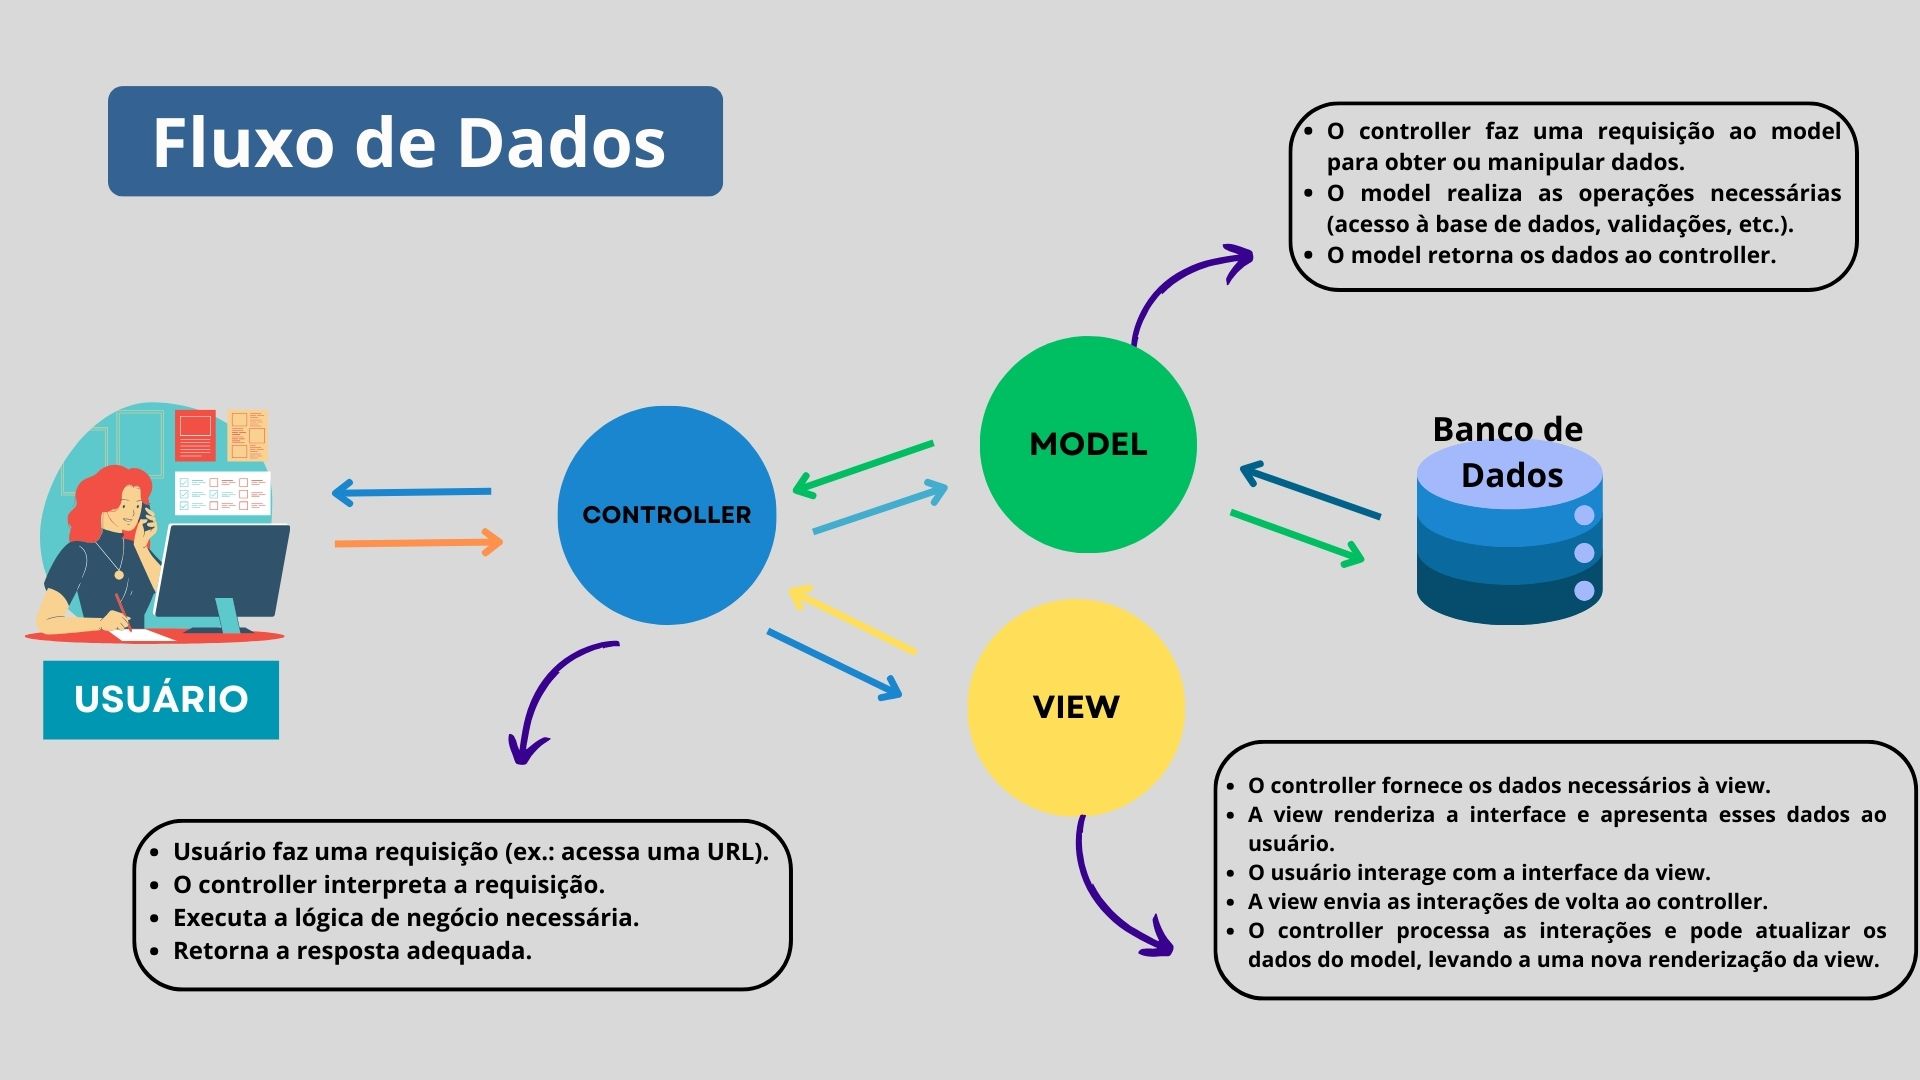 Fluxo de Dados
• O controller faz uma requisição ao model
para obter ou manipular dados.
• O model realiza as operações necessárias
(acesso à base de dados, validações, etc.).
• O model retorna os dados ao controller.
Banco de
Dados
MODEL
CONTROLLER
USUÁRIO
VIEW
• Usuário faz uma requisição (ex.: acessa uma URL).
• O controller interpreta a requisição.
• Executa a lógica de negócio necessária.
• Retorna a resposta adequada.
• O controller fornece os dados necessários à view.
• A view renderiza a interface e apresenta esses dados ao
usuário.
• O usuário interage com a interface da view.
• A view envia as interações de volta ao controller.
• O controller processa as interações e pode atualizar os
dados do model, levando a uma nova renderização da view.